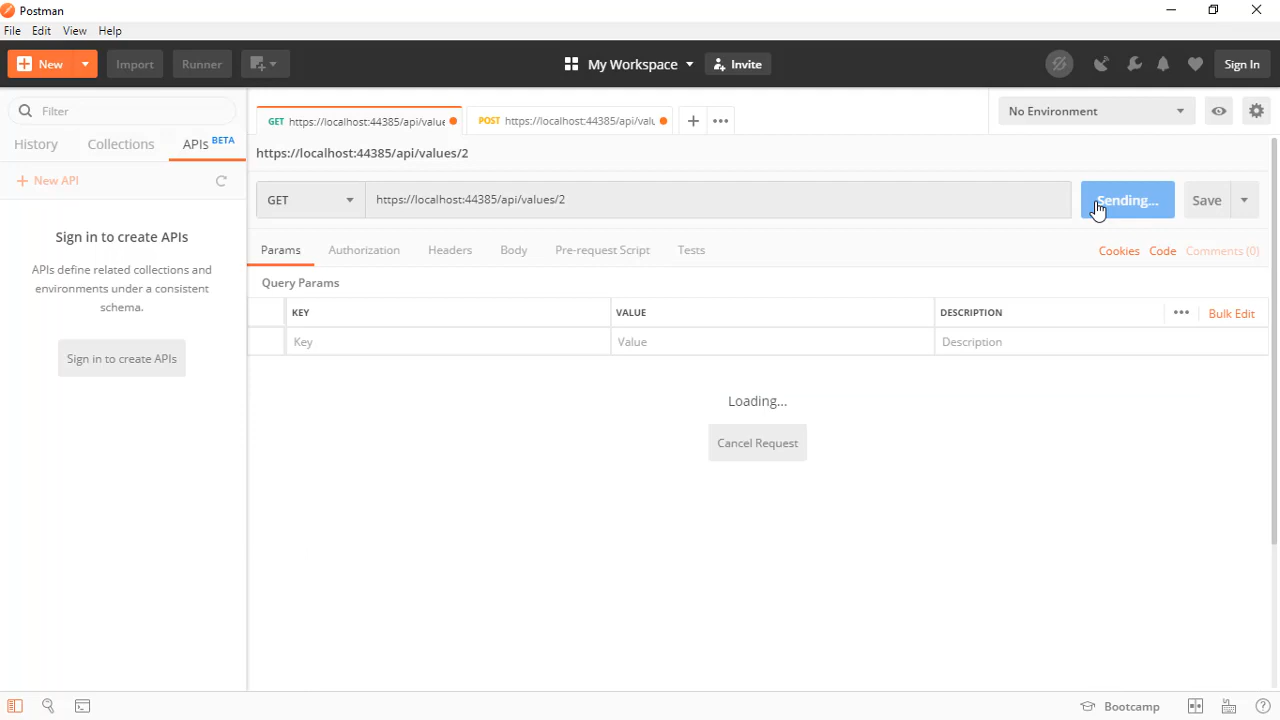 Postman
File Edit View Help
New Import Runner My Workspace Invite Sign In
Filter
History Collections APIs BETA
New API
Sign in to create APIs
APIs define related collections and
environments under a consistent
schema.
Sign in to create APIs
GET https://localhost:44385/api/value
POST https://localhost:44385/api/valu
No Environment
https://localhost:44385/api/values/2
GET https://localhost:44385/api/values/2 Sending... Save
Params Authorization Headers Body Pre-request Script Tests Cookies Code Comments (0)
Query Params
KEY VALUE DESCRIPTION Bulk Edit
Key Value Description
Loading...
Cancel Request
Bootcamp